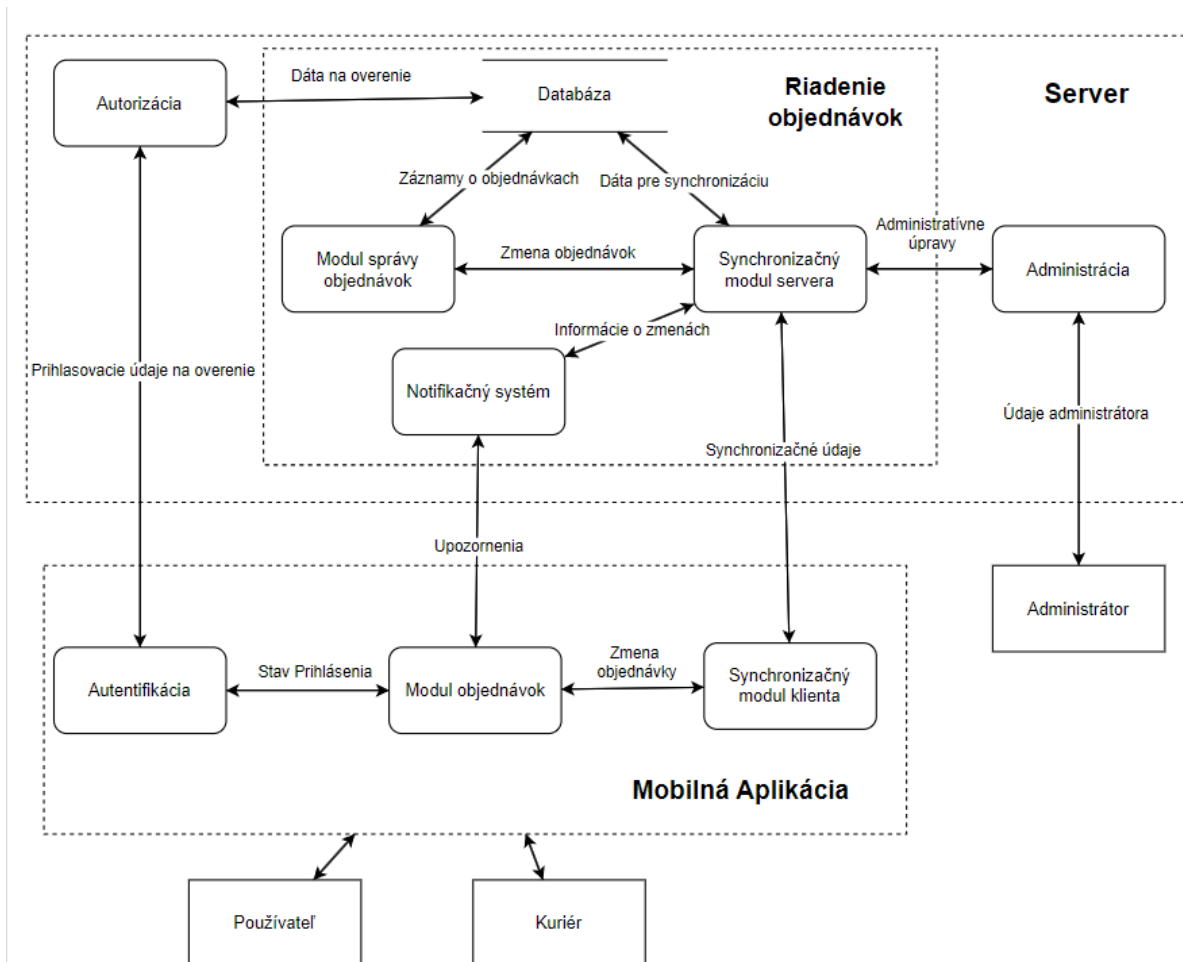 Dáta na overenie
Autorizácia
Databáza
Riadenie
objednávok
Server
Záznamy o objednávkach
Dáta pre synchronizáciu
Administratívne
úpravy
Modul správy
objednávok
Zmena objednávok
Synchronizačný
modul servera
Administrácia
Informácie o zmenách
Prihlasovacie údaje na overenie
Notifikačný systém
Údaje administrátora
Synchronizačné údaje
Upozornenia
Administrátor
Autentifikácia
Stav Prihlásenia
Modul objednávok
Zmena
objednávky
Synchronizačný
modul klienta
Mobilná Aplikácia
Používateľ
Kuriér